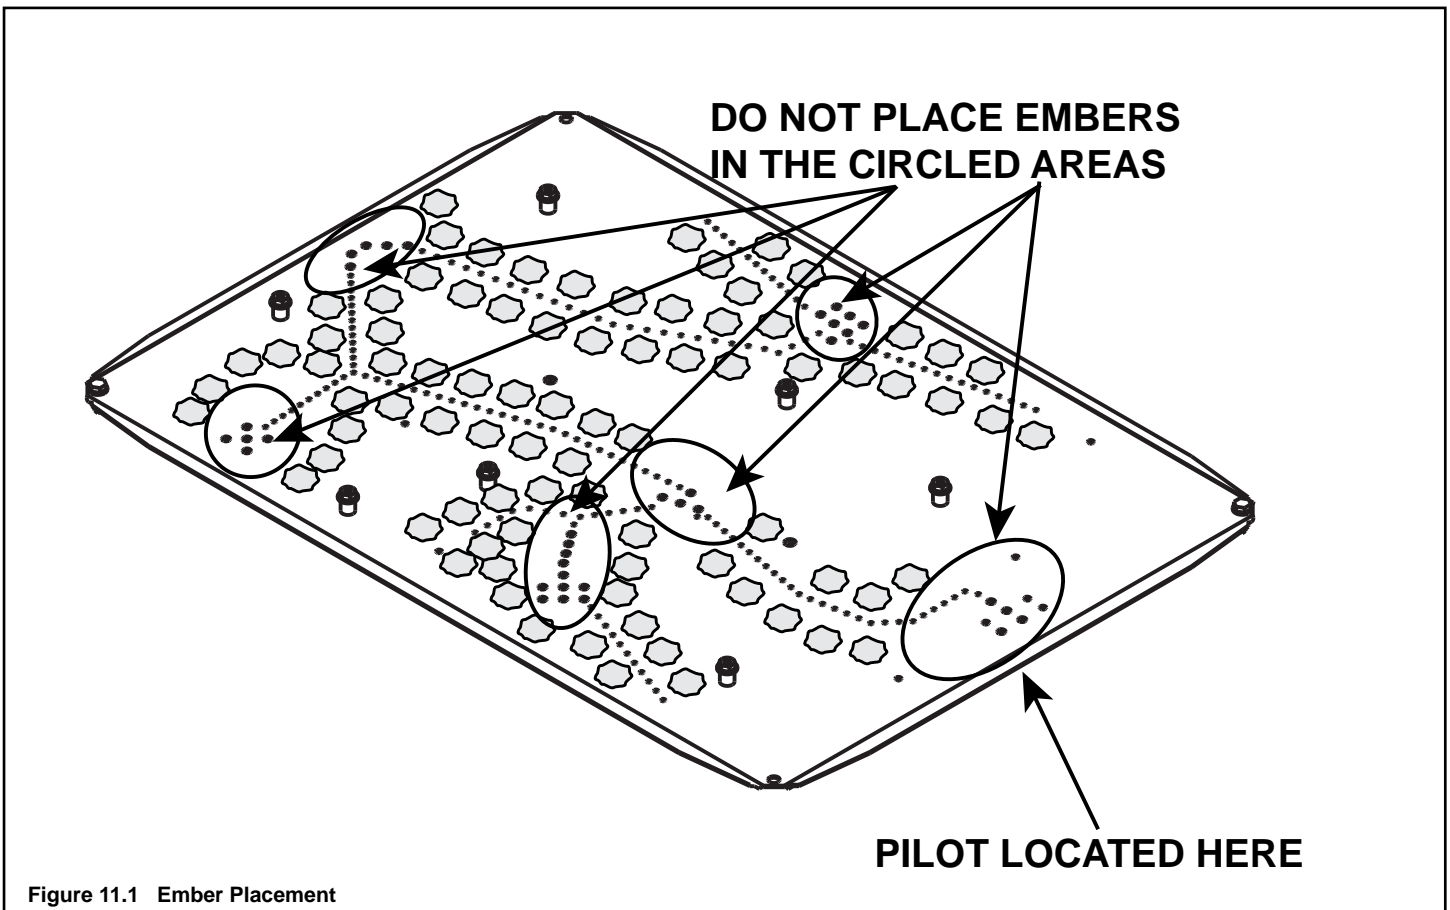 DO NOT PLACE EMBERS
IN THE CIRCLED AREAS
PILOT LOCATED HERE
Figure 11.1 Ember Placement